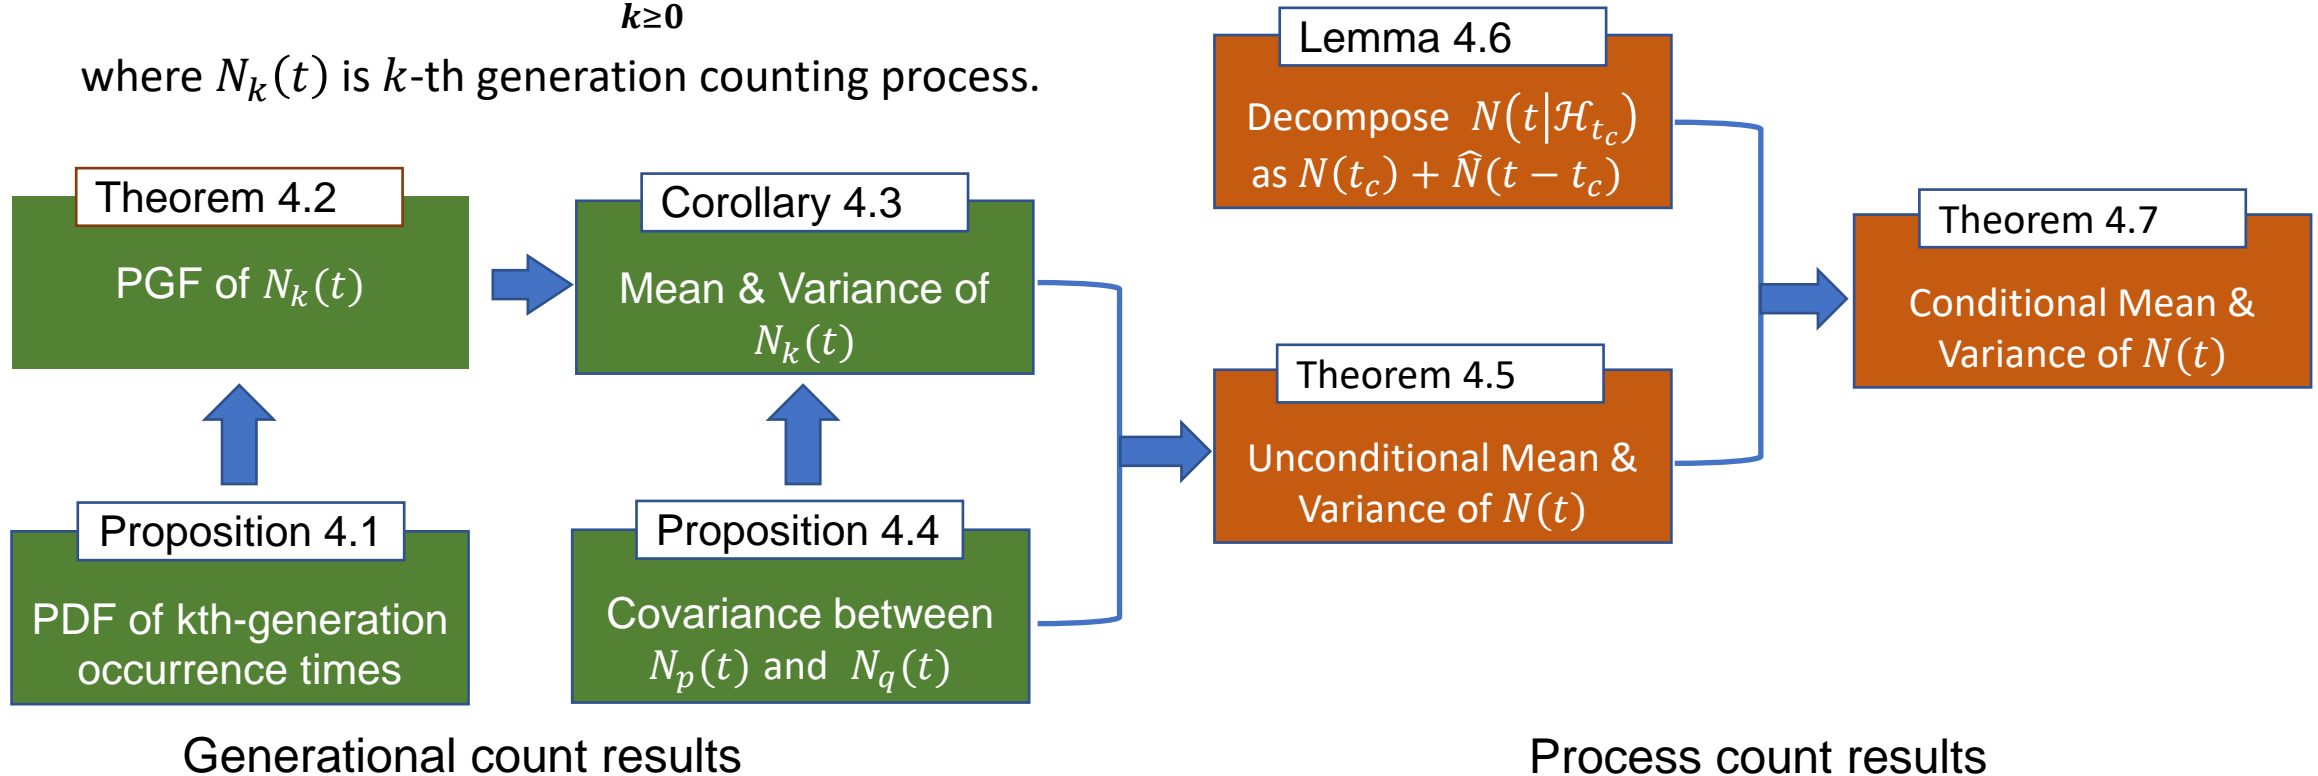 k≥0
where N_k(t) is k-th generation counting process.
Theorem 4.2
PGF of N_k(t)
Proposition 4.1
PDF of kth-generation
occurrence times
Corollary 4.3
Mean & Variance of
N_k(t)
Proposition 4.4
Covariance between
N_p(t) and N_q(t)
Generational count results
Lemma 4.6
Decompose N(t|ℋ_{t_c})
as N(t_c) + N̂(t − t_c)
Theorem 4.5
Unconditional Mean &
Variance of N(t)
Theorem 4.7
Conditional Mean &
Variance of N(t)
Process count results